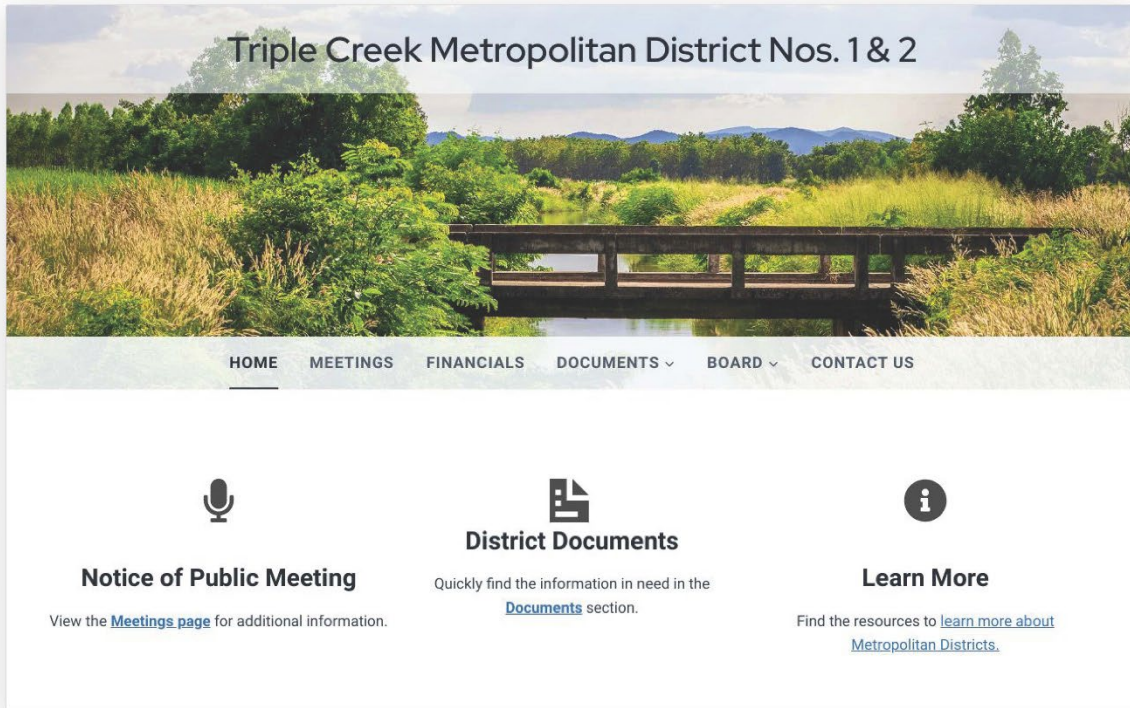 Triple Creek Metropolitan District Nos. 1 & 2
HOME MEETINGS FINANCIALS DOCUMENTS BOARD CONTACT US
Notice of Public Meeting
View the Meetings page for additional information.
District Documents
Quickly find the information in need in the
Documents section.
Learn More
Find the resources to learn more about
Metropolitan Districts.